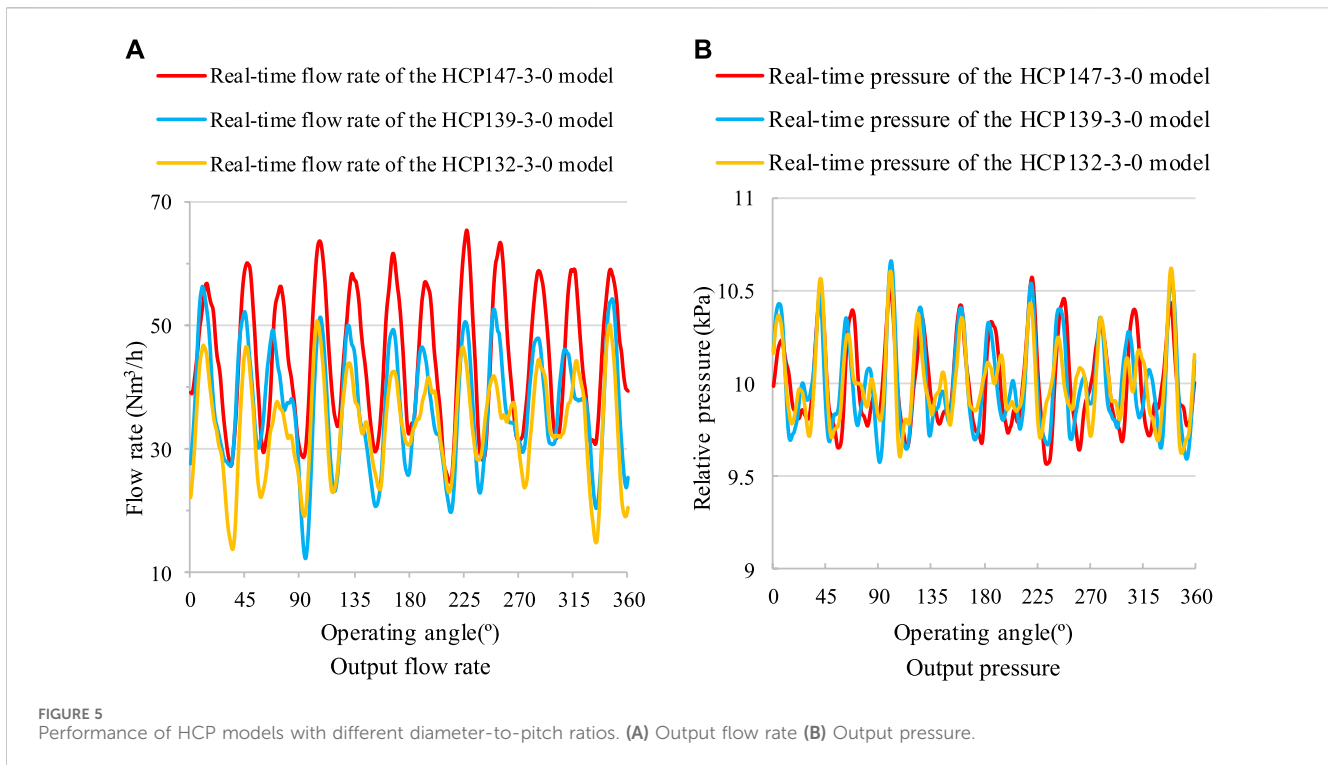 A
Real-time flow rate of the HCP147-3-0 model
Real-time flow rate of the HCP139-3-0 model
Real-time flow rate of the HCP132-3-0 model
Flow rate (Nm³/h)
70
50
30
10
0 45 90 135 180 225 270 315 360
Operating angle(º)
Output flow rate
B
Real-time pressure of the HCP147-3-0 model
Real-time pressure of the HCP139-3-0 model
Real-time pressure of the HCP132-3-0 model
Relative pressure (kPa)
11
10.5
10
9.5
9
0 45 90 135 180 225 270 315 360
Operating angle(º)
Output pressure
FIGURE 5
Performance of HCP models with different diameter-to-pitch ratios. (A) Output flow rate (B) Output pressure.